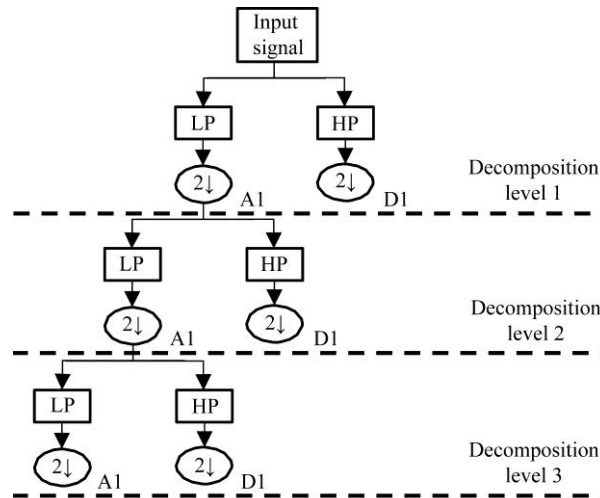 Input
signal
LP
HP
2↓
2↓
A1
D1
Decomposition
level 1
LP
HP
2↓
2↓
A1
D1
Decomposition
level 2
LP
HP
2↓
2↓
A1
D1
Decomposition
level 3